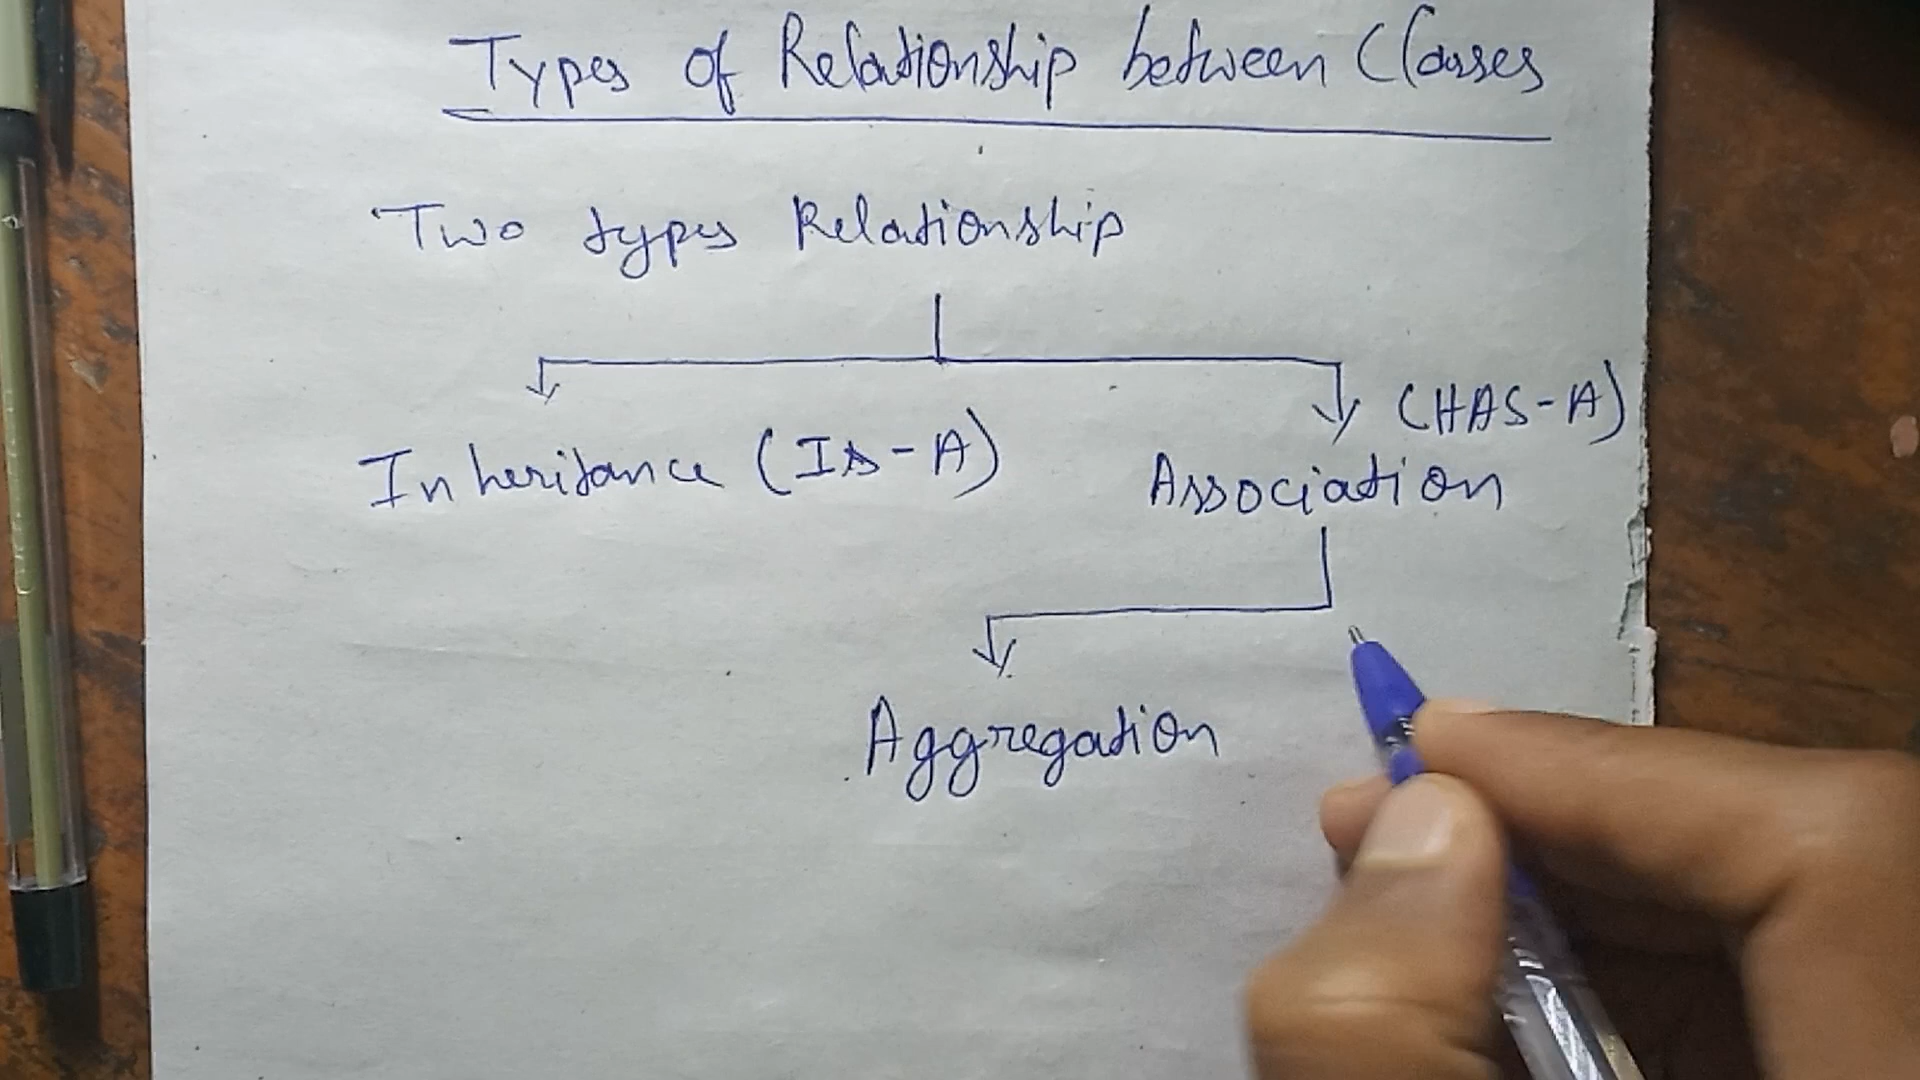 Types of Relationship between Classes
Two types Relationship
(HAS-A)
Inheritance (IS-A)
Association
Aggregation